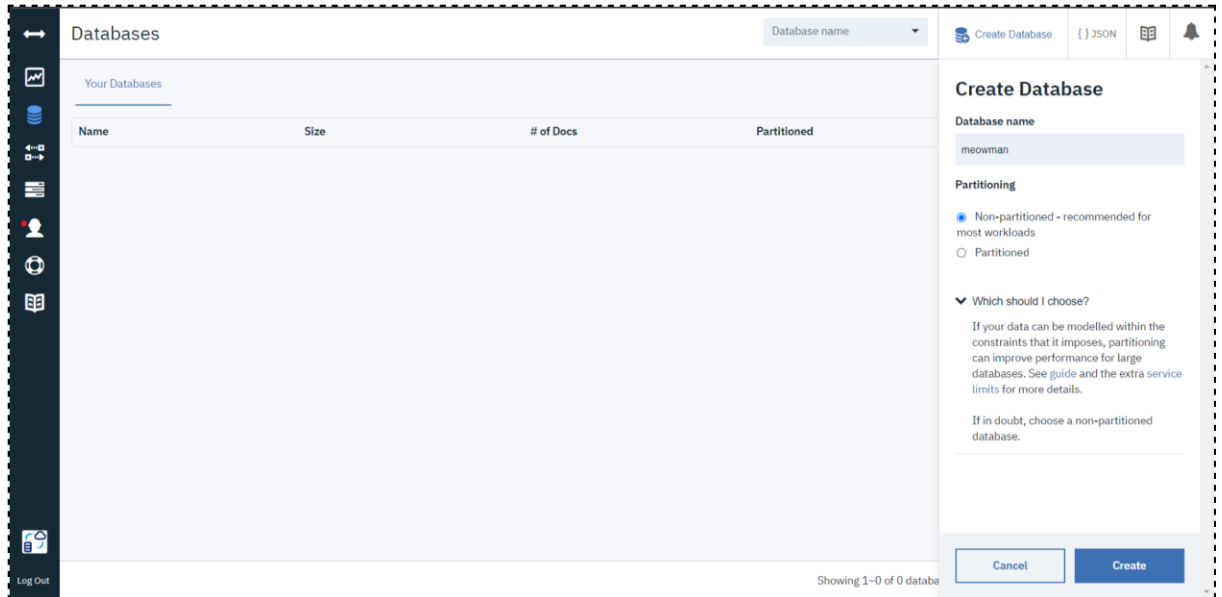 Databases
Database name
Create Database
{ } JSON
Your Databases
Name Size # of Docs Partitioned
Create Database
Database name
meowman
Partitioning
Non-partitioned - recommended for
most workloads
Partitioned
Which should I choose?
If your data can be modelled within the
constraints that it imposes, partitioning
can improve performance for large
databases. See guide and the extra service
limits for more details.
If in doubt, choose a non-partitioned
database.
Cancel
Create
Log Out
Showing 1–0 of 0 databa